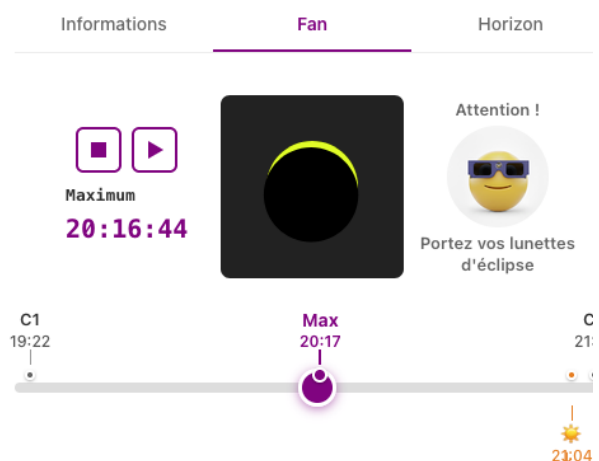 Informations
Fan
Horizon
Attention !
Maximum
20:16:44
Portez vos lunettes
d'éclipse
C1
19:22
Max
20:17
C
21:
21:04